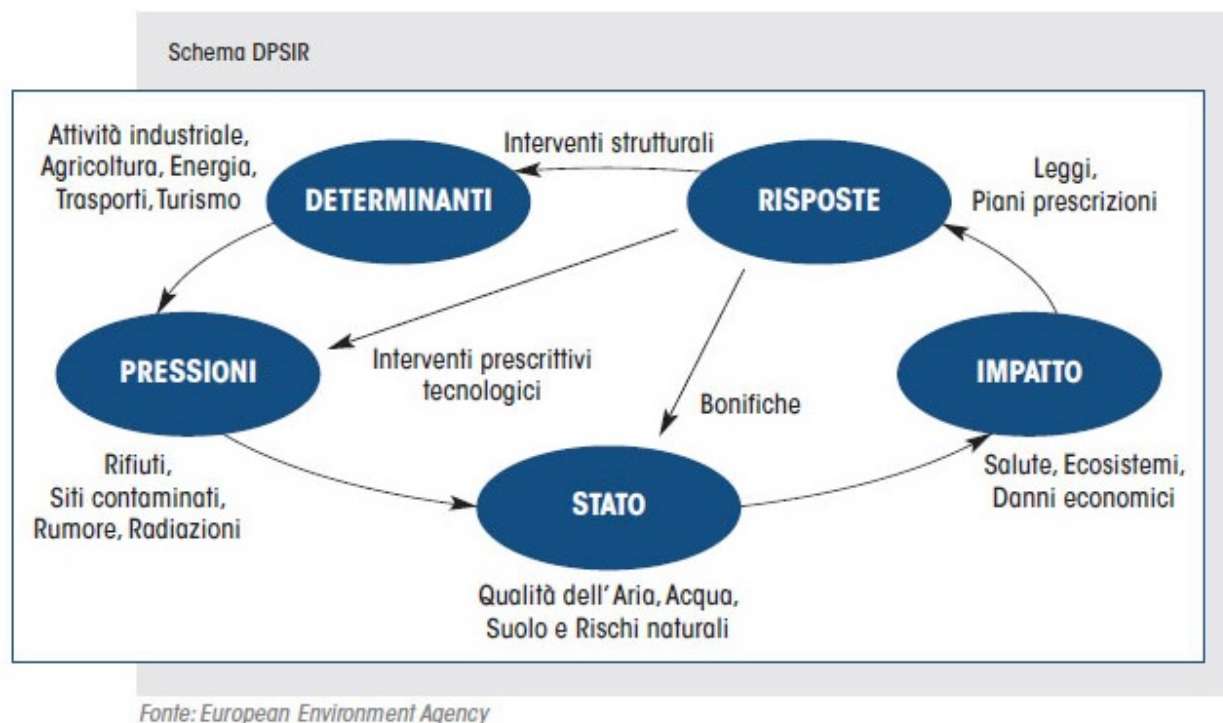 Schema DPSIR
Attività industriale,
Agricoltura, Energia,
Trasporti, Turismo
DETERMINANTI
Interventi strutturali
RISPOSTE
Leggi,
Piani prescrizioni
PRESSIONI
Interventi prescrittivi
tecnologici
Bonifiche
IMPATTO
Rifiuti,
Siti contaminati,
Rumore, Radiazioni
STATO
Salute, Ecosistemi,
Danni economici
Qualità dell'Aria, Acqua,
Suolo e Rischi naturali
Fonte: European Environment Agency